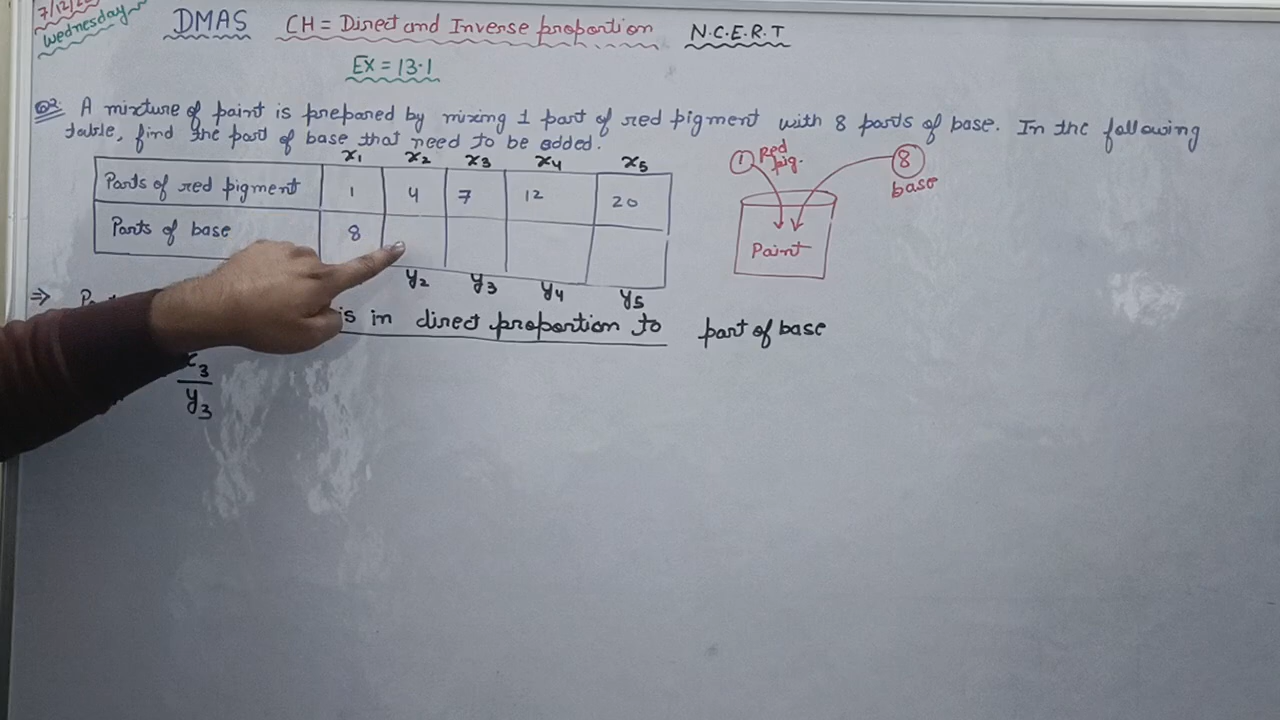 7/12/
Wednesday
DMAS CH = Direct and Inverse proportion N.C.E.R.T
EX = 13.1
Q3. A mixture of paint is prepared by mixing 1 part of red pigment with 8 parts of base. In the following
table, find the part of base that need to be added.
x1 x2 x3 x4 x5
Parts of red pigment 1 4 7 12 20
Parts of base 8
y2 y3 y4 y5
1 Red pig.
8 base
Paint
⇒ is in direct proportion to part of base
x3
y3